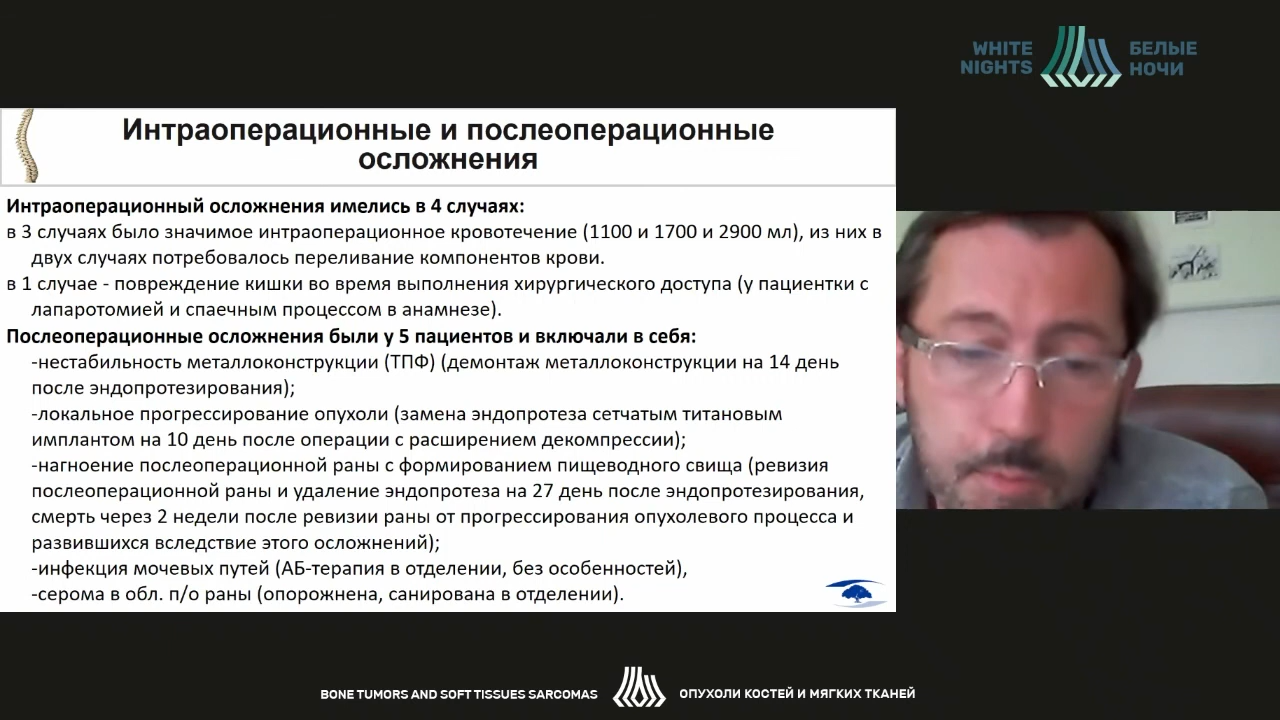 WHITE
NIGHTS
БЕЛЫЕ
НОЧИ
Интраоперационные и послеоперационные
осложнения
Интраоперационный осложнения имелись в 4 случаях:
в 3 случаях было значимое интраоперационное кровотечение (1100 и 1700 и 2900 мл), из них в
двух случаях потребовалось переливание компонентов крови.
в 1 случае - повреждение кишки во время выполнения хирургического доступа (у пациентки с
лапаротомией и спаечным процессом в анамнезе).
Послеоперационные осложнения были у 5 пациентов и включали в себя:
-нестабильность металлоконструкции (ТПФ) (демонтаж металлоконструкции на 14 день
после эндопротезирования);
-локальное прогрессирование опухоли (замена эндопротеза сетчатым титановым
имплантом на 10 день после операции с расширением декомпрессии);
-нагноение послеоперационной раны с формированием пищеводного свища (ревизия
послеоперационной раны и удаление эндопротеза на 27 день после эндопротезирования,
смерть через 2 недели после ревизии раны от прогрессирования опухолевого процесса и
развившихся вследствие этого осложнений);
-инфекция мочевых путей (АБ-терапия в отделении, без особенностей),
-серома в обл. п/о раны (опорожнена, санирована в отделении).
BONE TUMORS AND SOFT TISSUES SARCOMAS
ОПУХОЛИ КОСТЕЙ И МЯГКИХ ТКАНЕЙ